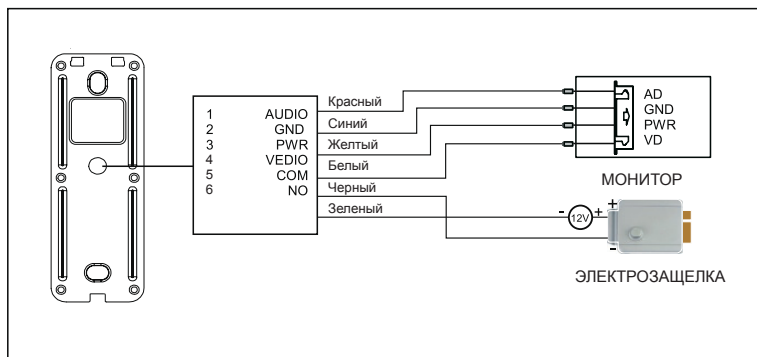 1 AUDIO
2 GND
3 PWR
4 VEDIO
5 COM
6 NO
Красный
Синий
Желтый
Белый
Черный
Зеленый
AD
GND
PWR
VD
МОНИТОР
- 12V + +
-
ЭЛЕКТРОЗАЩЕЛКА